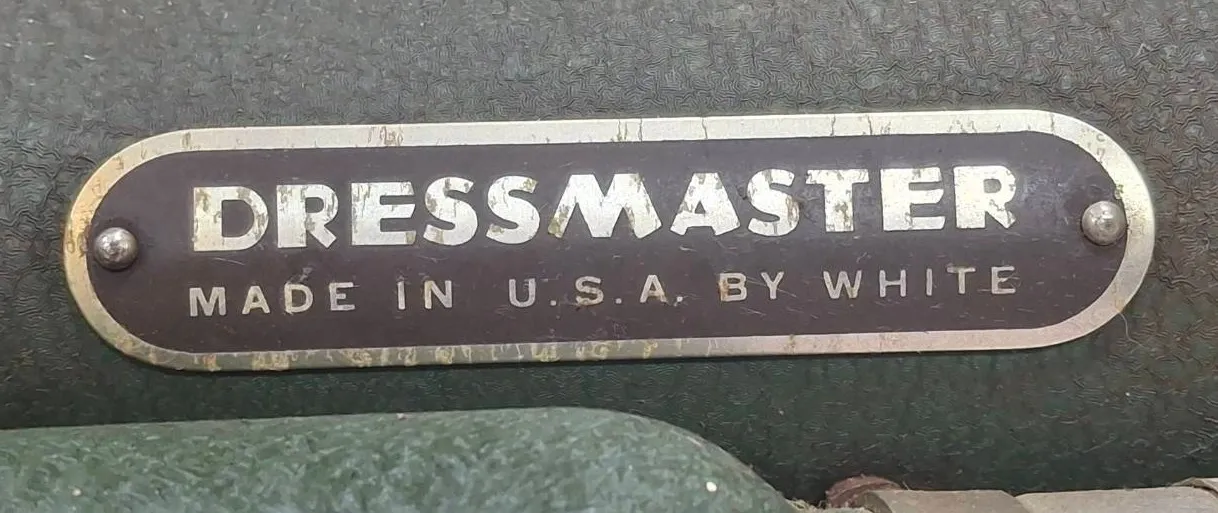 DRESSMASTER
MADE IN U.S.A. BY WHITE